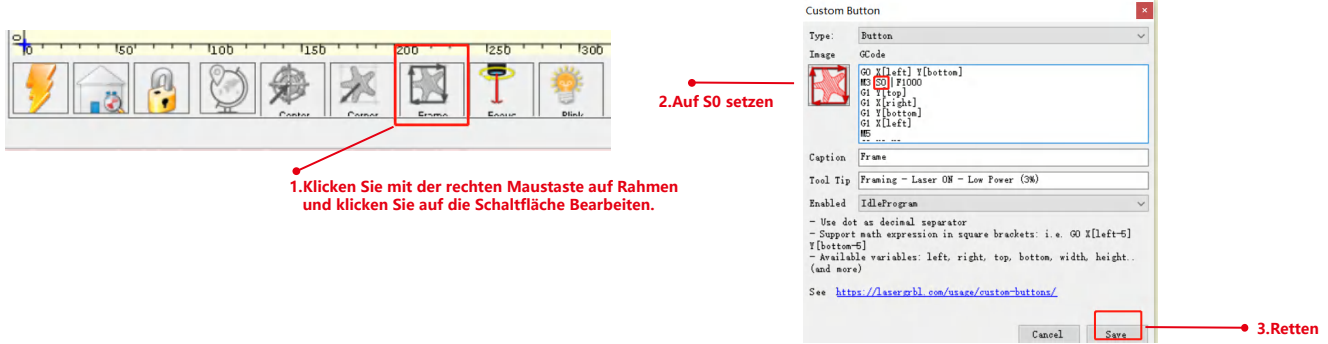 0
0 50 100 150 200 250 300
Center Corner Frame Focus Blink
1.Klicken Sie mit der rechten Maustaste auf Rahmen
und klicken Sie auf die Schaltfläche Bearbeiten.
2.Auf S0 setzen
Custom Button
Type: Button
Image GCode
G0 X[left] Y[bottom]
M3 S0 F1000
G1 Y[top]
G1 X[right]
G1 Y[bottom]
G1 X[left]
M5
Caption Frame
Tool Tip Framing - Laser ON - Low Power (3%)
Enabled IdleProgram
- Use dot as decimal separator
- Support math expression in square brackets: i.e. G0 X[left-5]
Y[bottom-5]
- Available variables: left, right, top, bottom, width, height..
(and more)
See https://lasergrbl.com/usage/custom-buttons/
Cancel Save
3.Retten